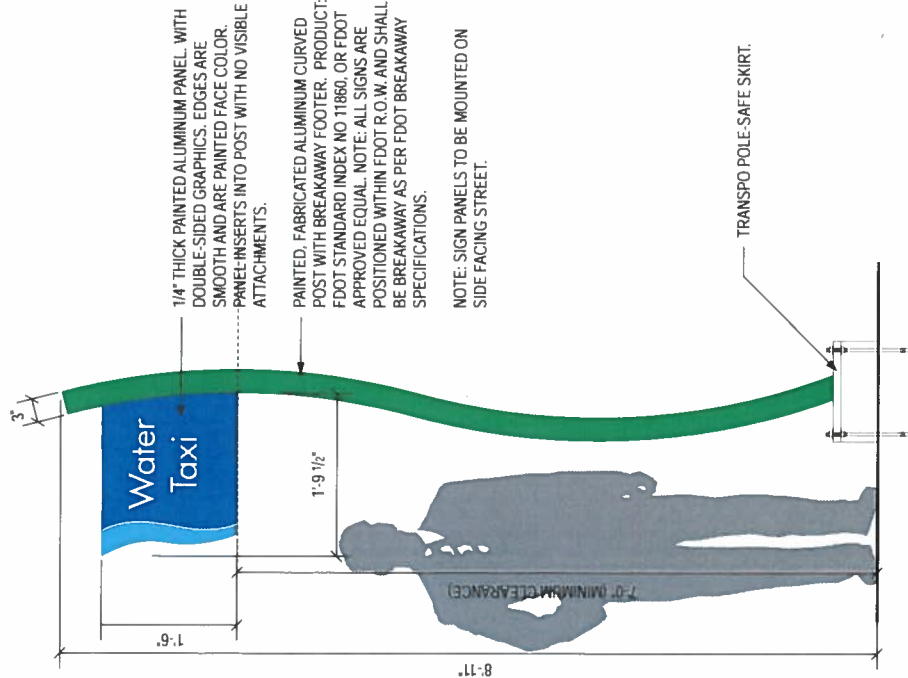 3"
1/4" THICK PAINTED ALUMINUM PANEL. WITH
DOUBLE-SIDED GRAPHICS. EDGES ARE
SMOOTH AND ARE PAINTED FACE COLOR.
PANEL INSERTS INTO POST WITH NO VISIBLE
ATTACHMENTS.
Water
Taxi
PAINTED, FABRICATED ALUMINUM CURVED
POST WITH BREAKAWAY FOOTER. PRODUCT:
FDOT STANDARD INDEX NO 11860, OR FDOT
APPROVED EQUAL. NOTE: ALL SIGNS ARE
POSITIONED WITHIN FDOT R.O.W. AND SHALL
BE BREAKAWAY AS PER FDOT BREAKAWAY
SPECIFICATIONS.
1'-9 1/2"
NOTE: SIGN PANELS TO BE MOUNTED ON
SIDE FACING STREET.
1'-6"
7'-0" (MINIMUM CLEARANCE)
8'-11"
TRANSPO POLE-SAFE SKIRT.